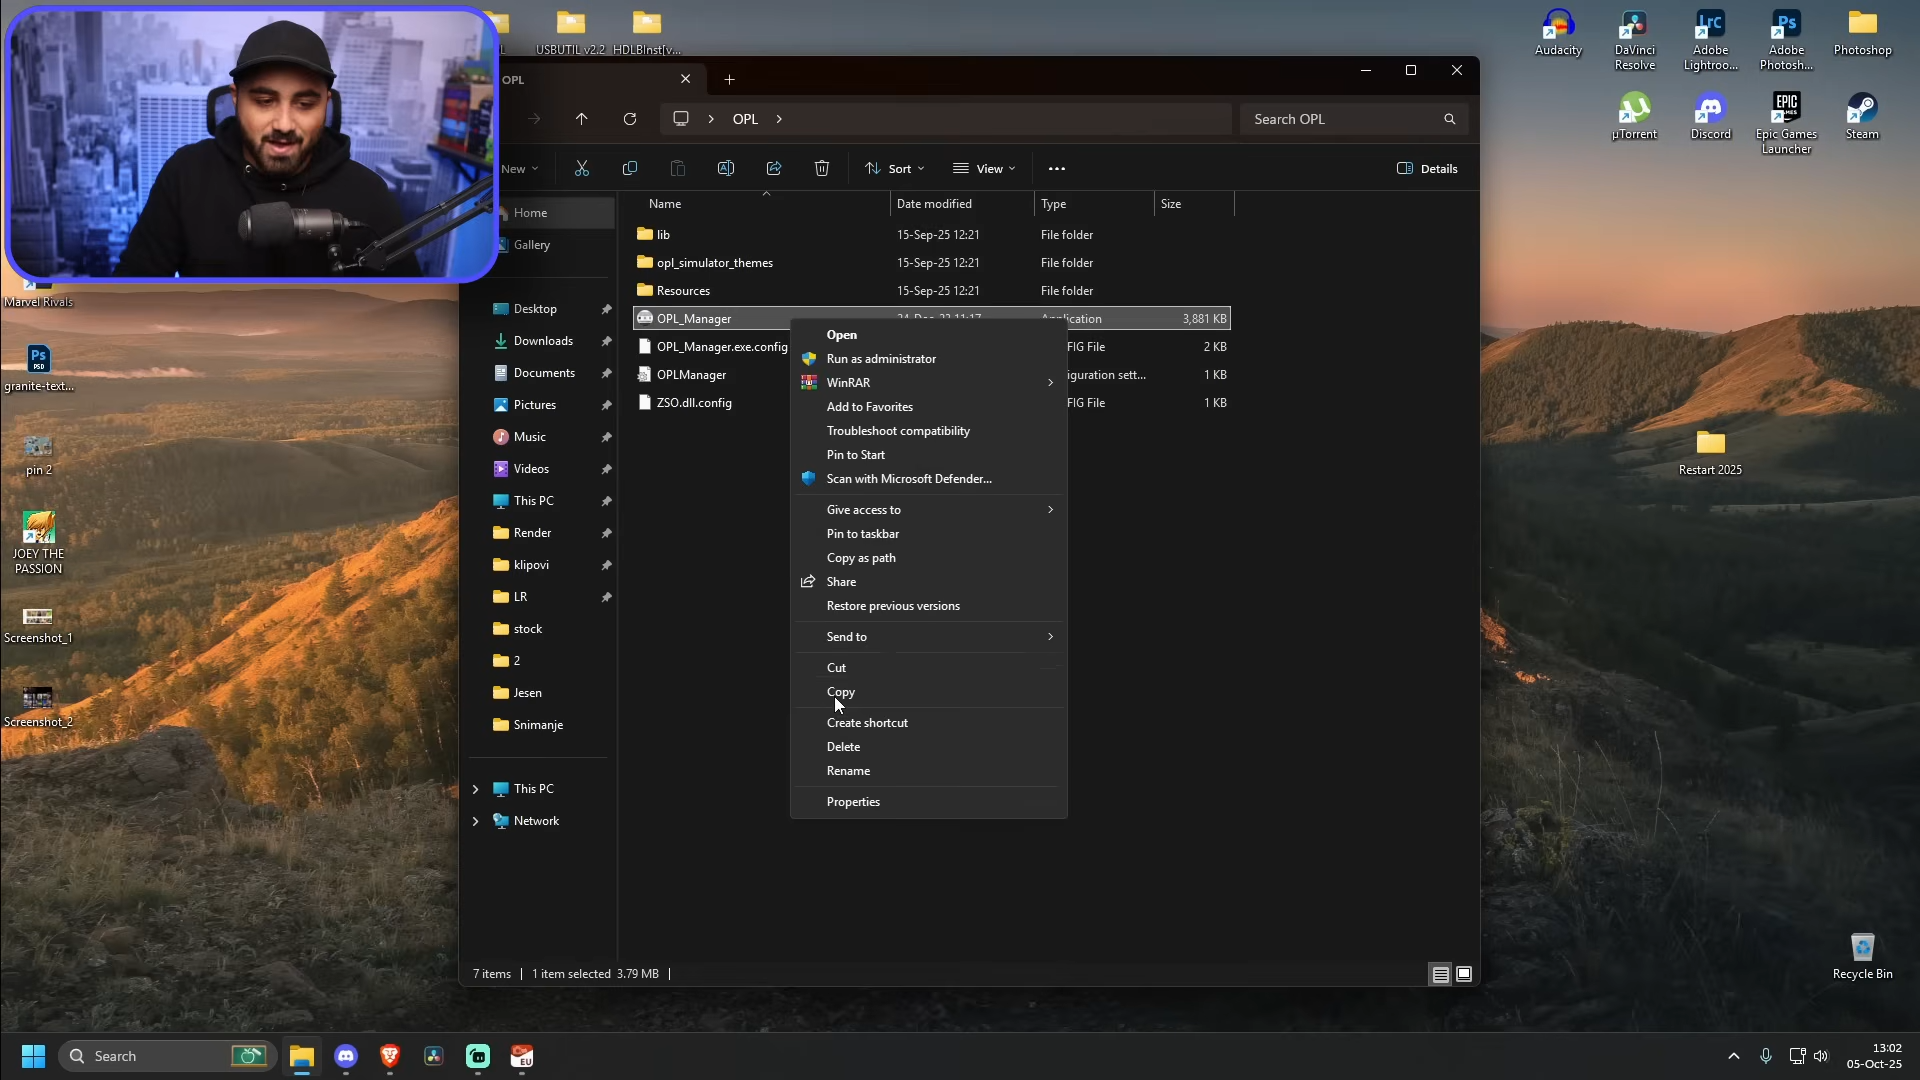 USBUTIL v2.2
HDLBInst[v...
Audacity
DaVinci
Resolve
Adobe
Lightroo...
Adobe
Photosh...
Photoshop
µTorrent
Discord
Epic Games
Launcher
Steam
OPL
OPL
Search OPL
New
Sort
View
Details
Name
Date modified
Type
Size
Home
Gallery
Desktop
Downloads
Documents
Pictures
Music
Videos
This PC
Render
klipovi
LR
stock
2
Jesen
Snimanje
This PC
Network
lib
15-Sep-25 12:21
File folder
opl_simulator_themes
15-Sep-25 12:21
File folder
Resources
15-Sep-25 12:21
File folder
OPL_Manager
3,881 KB
OPL_Manager.exe.config
FIG File
2 KB
OPLManager
iguration sett...
1 KB
ZSO.dll.config
FIG File
1 KB
Open
Run as administrator
WinRAR
Add to Favorites
Troubleshoot compatibility
Pin to Start
Scan with Microsoft Defender...
Give access to
Pin to taskbar
Copy as path
Share
Restore previous versions
Send to
Cut
Copy
Create shortcut
Delete
Rename
Properties
7 items
1 item selected 3.79 MB
Marvel Rivals
PS
PSD
granite-text...
pin 2
JOEY THE
PASSION
Screenshot_1
Screenshot_2
Restart 2025
Recycle Bin
Search
EU
13:02
05-Oct-25